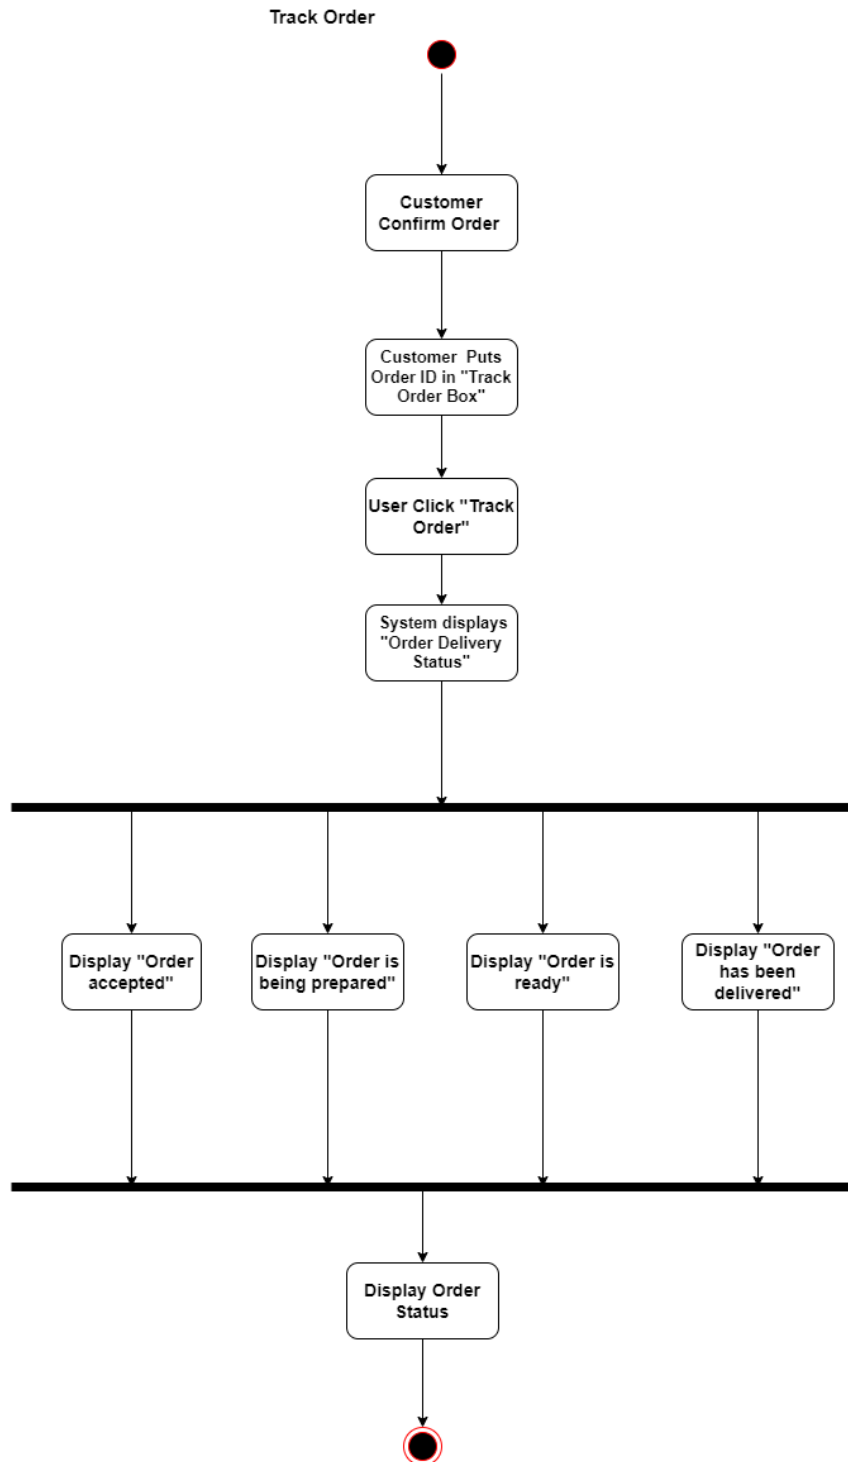 Track Order
Customer
Confirm Order
Customer Puts
Order ID in "Track
Order Box"
User Click "Track
Order"
System displays
"Order Delivery
Status"
Display "Order
accepted"
Display "Order is
being prepared"
Display "Order is
ready"
Display "Order
has been
delivered"
Display Order
Status